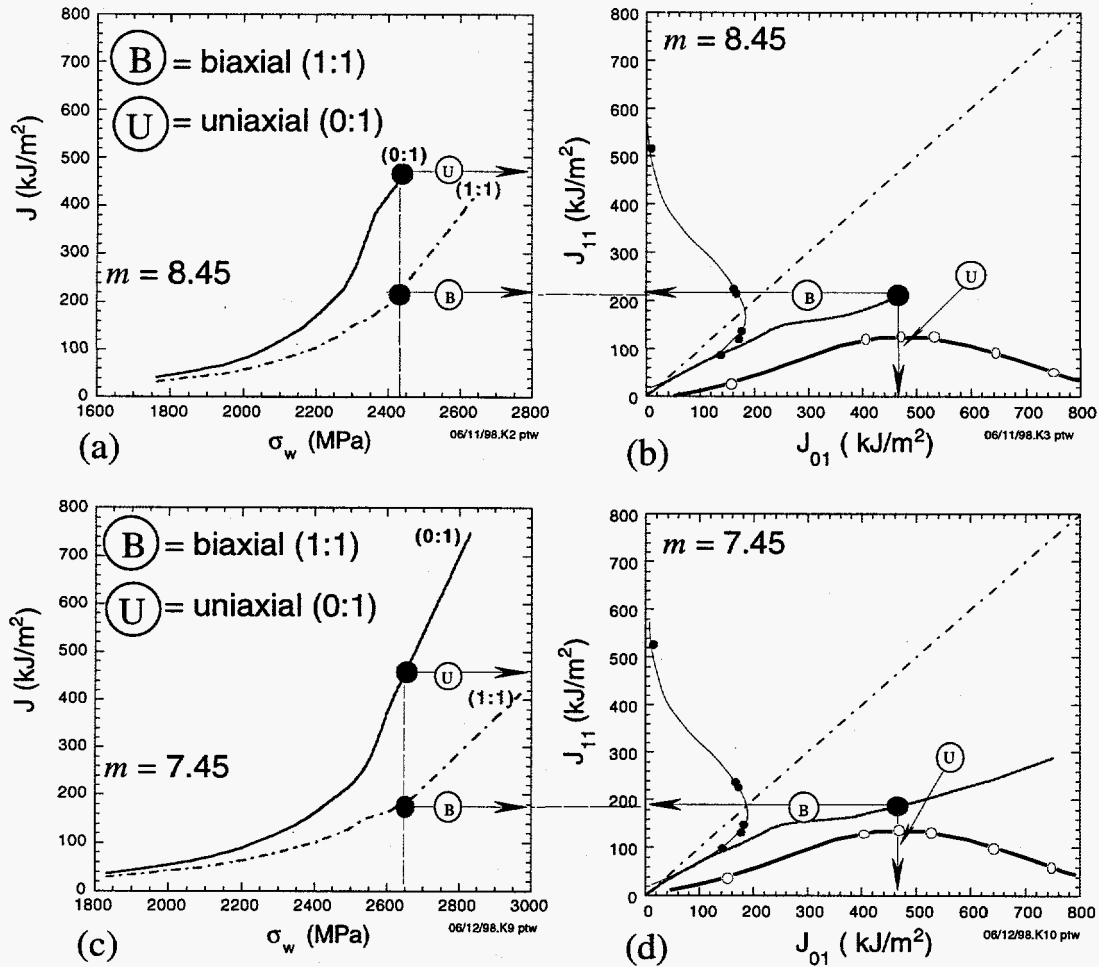 800
700
600
500
400
300
200
100
0
J (kJ/m²)
B = biaxial (1:1)
U = uniaxial (0:1)
(0:1)
U
(1:1)
m = 8.45
B
1600
1800
2000
2200
2400
2600
2800
(a)
σw (MPa)
06/11/98.K2 ptw
800
700
600
500
400
300
200
100
0
J11 (kJ/m²)
m = 8.45
B
U
0
100
200
300
400
500
600
700
800
(b)
J01 ( kJ/m²)
06/11/98.K3 ptw
800
700
600
500
400
300
200
100
0
J (kJ/m²)
B = biaxial (1:1)
U = uniaxial (0:1)
(0:1)
U
(1:1)
m = 7.45
B
1800
2000
2200
2400
2600
2800
3000
(c)
σw (MPa)
06/12/98.K9 ptw
800
700
600
500
400
300
200
100
0
J11 (kJ/m²)
m = 7.45
U
B
0
100
200
300
400
500
600
700
800
(d)
J01 ( kJ/m²)
06/12/98.K10 ptw